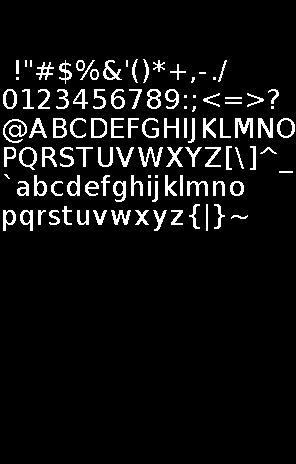 !"#$%&'()*+,-./
0123456789:;<=>?
@ABCDEFGHIJKLMNO
PQRSTUVWXYZ[\]^_
`abcdefghijklmno
pqrstuvwxyz{|}~